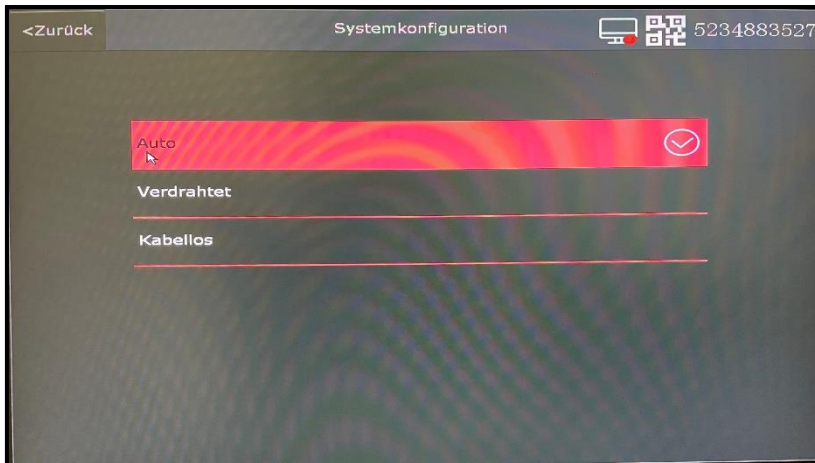 <Zurück
Systemkonfiguration
5234883527
Auto
Verdrahtet
Kabellos